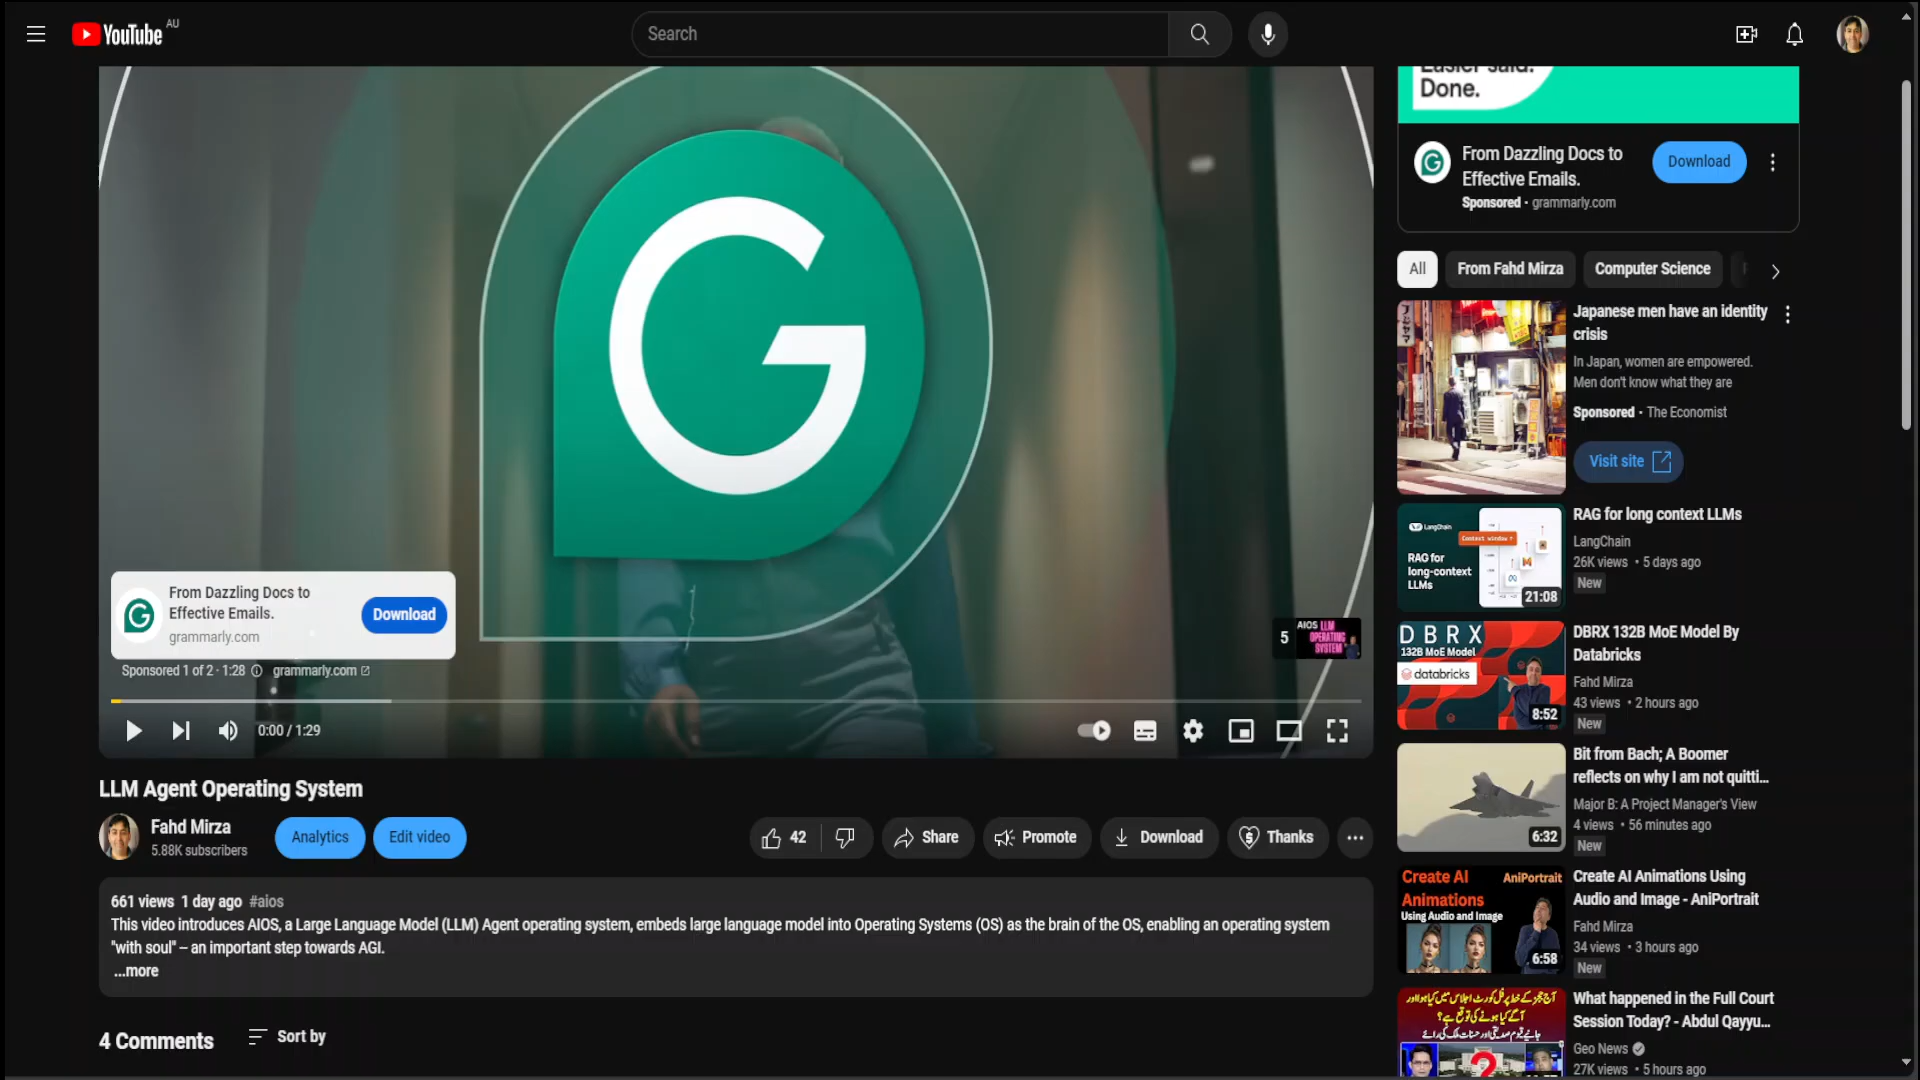 YouTube AU
Search
Easier said.
Done.
From Dazzling Docs to
Effective Emails.
Sponsored · grammarly.com
Download
All
From Fahd Mirza
Computer Science
Japanese men have an identity
crisis
In Japan, women are empowered.
Men don't know what they are
Sponsored · The Economist
Visit site
LangChain
Context window
RAG for
long-context
LLMs
21:08
RAG for long context LLMs
LangChain
26K views • 5 days ago
New
DBRX
132B MoE Model
databricks
8:52
DBRX 132B MoE Model By
Databricks
Fahd Mirza
43 views • 2 hours ago
New
6:32
Bit from Bach; A Boomer
reflects on why I am not quitti...
Major B: A Project Manager's View
4 views • 56 minutes ago
New
Create AI
Animations
AniPortrait
Using Audio and Image
6:58
Create AI Animations Using
Audio and Image - AniPortrait
Fahd Mirza
34 views • 3 hours ago
New
What happened in the Full Court
Session Today? - Abdul Qayyu...
Geo News
27K views • 5 hours ago
From Dazzling Docs to
Effective Emails.
grammarly.com
Download
Sponsored 1 of 2 · 1:28 grammarly.com
5
AIOS LLM
OPERATING
SYSTEM
0:00 / 1:29
LLM Agent Operating System
Fahd Mirza
5.88K subscribers
Analytics
Edit video
42
Share
Promote
Download
Thanks
661 views 1 day ago #aios
This video introduces AIOS, a Large Language Model (LLM) Agent operating system, embeds large language model into Operating Systems (OS) as the brain of the OS, enabling an operating system
"with soul" – an important step towards AGI.
...more
4 Comments
Sort by